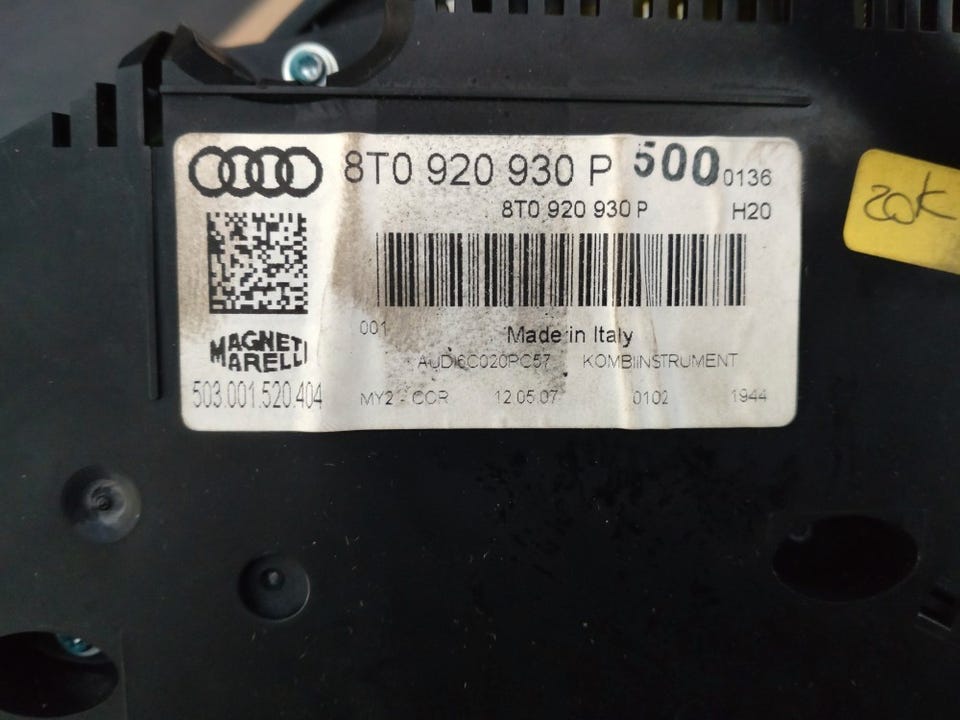 8T0 920 930 P 500 0136
8T0 920 930 P H20
20K
001
Made in Italy
MAGNETI
MARELLI
AUDI6C020PC57 KOMBIINSTRUMENT
503.001.520.404
MY2 - COR 12.05.07 0102 1944